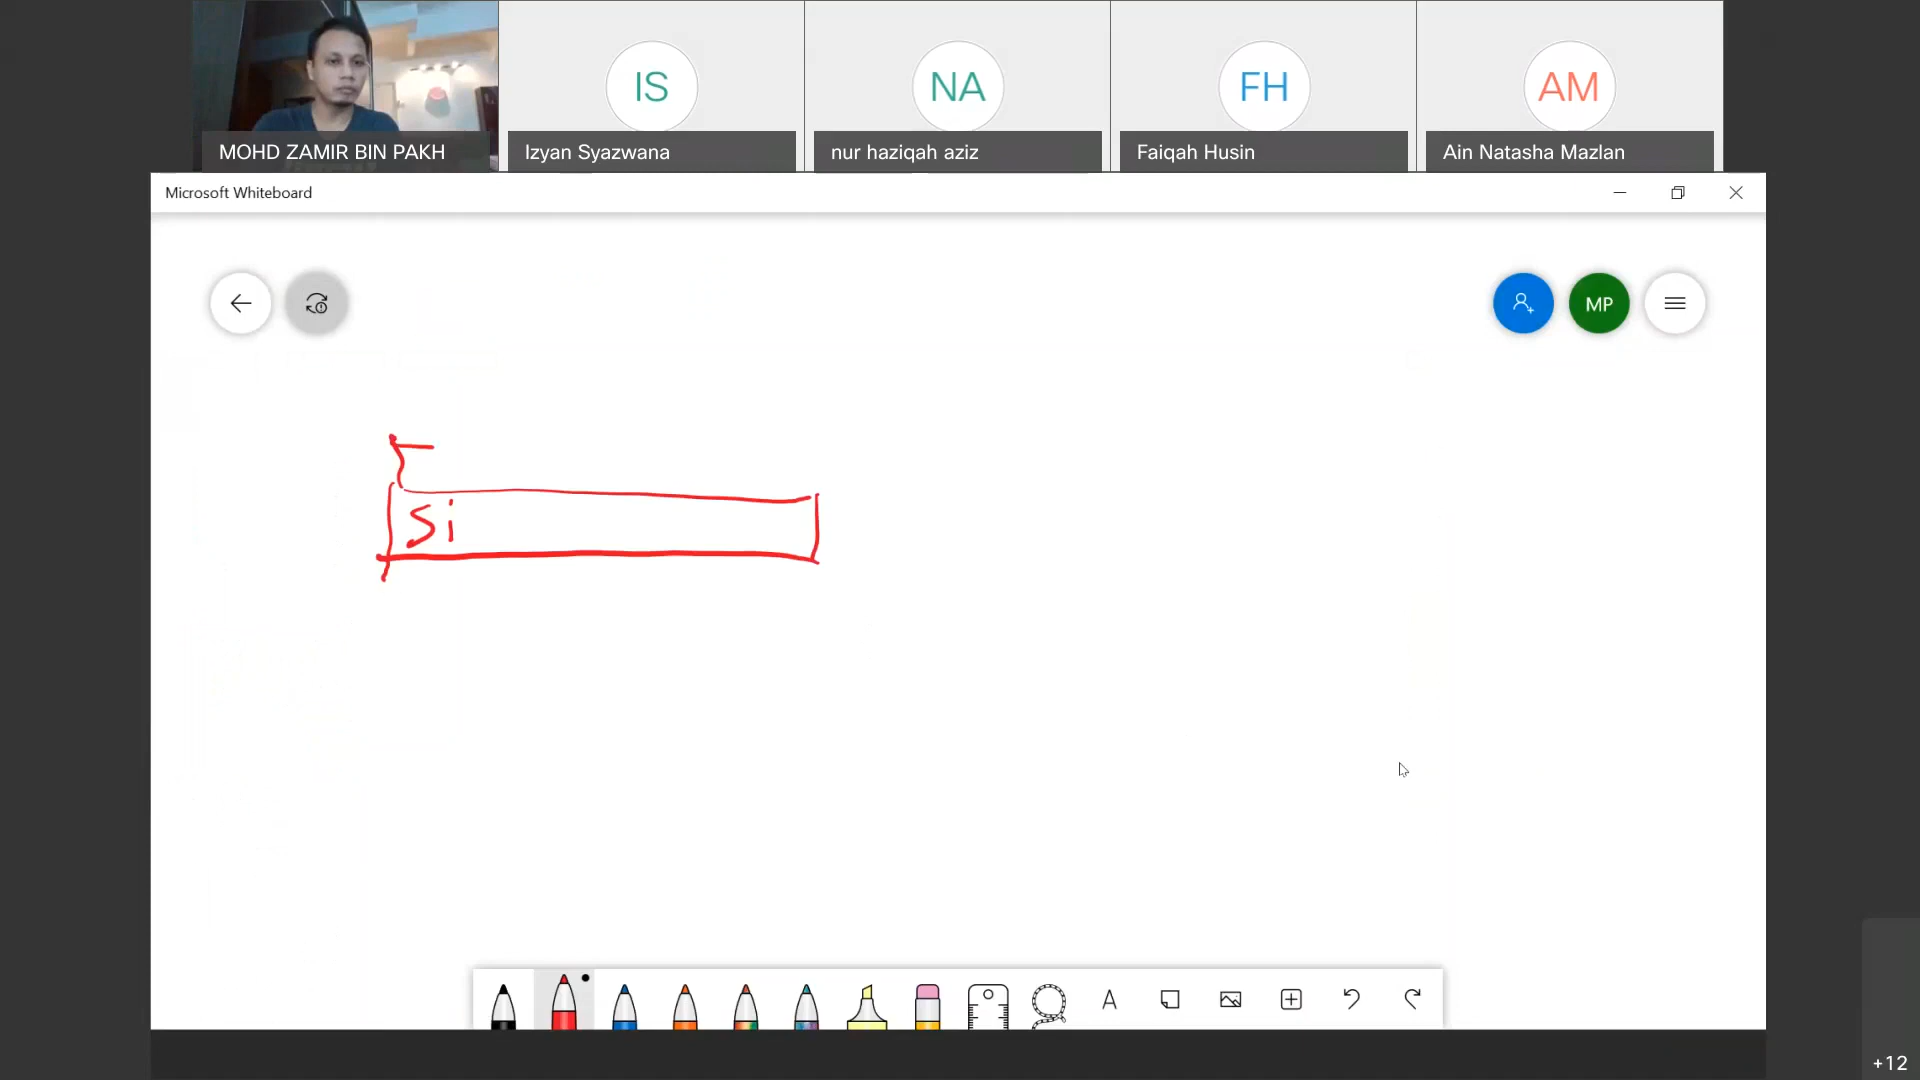 IS
NA
FH
AM
MOHD ZAMIR BIN PAKH
Izyan Syazwana
nur haziqah aziz
Faiqah Husin
Ain Natasha Mazlan
Microsoft Whiteboard
MP
Si
A
+12